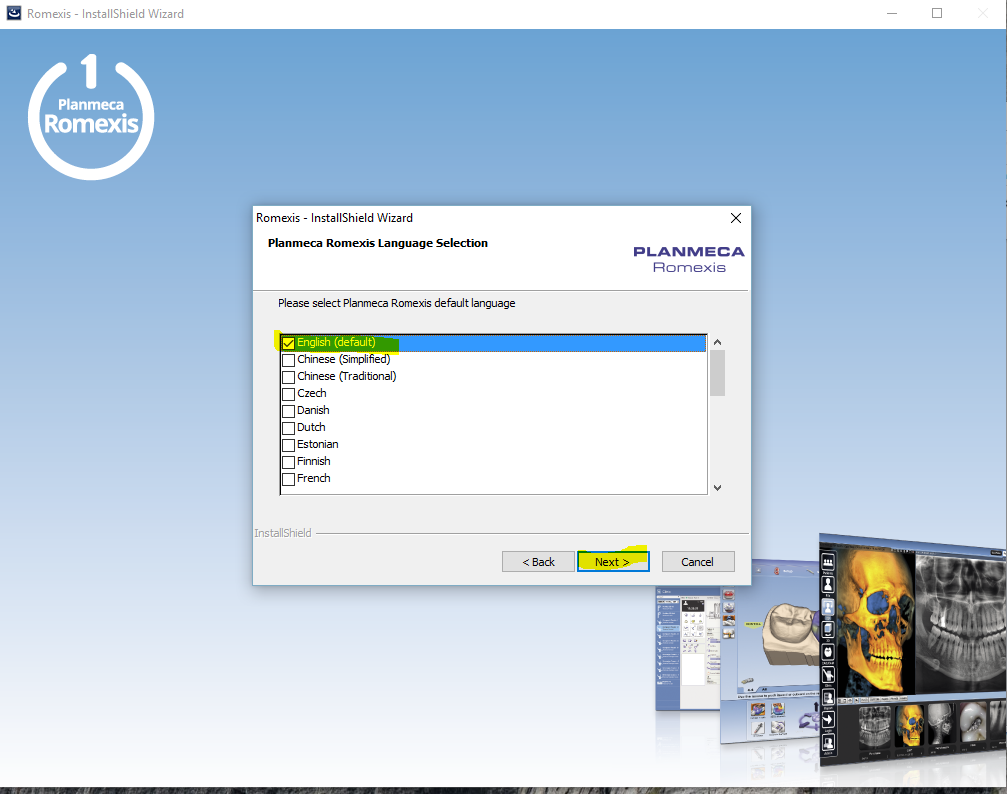 Romexis - InstallShield Wizard
1
Planmeca
Romexis
Romexis - InstallShield Wizard
Planmeca Romexis Language Selection
PLANMECA
Romexis
Please select Planmeca Romexis default language
English (default)
Chinese (Simplified)
Chinese (Traditional)
Czech
Danish
Dutch
Estonian
Finnish
French
InstallShield
< Back
Next >
Cancel